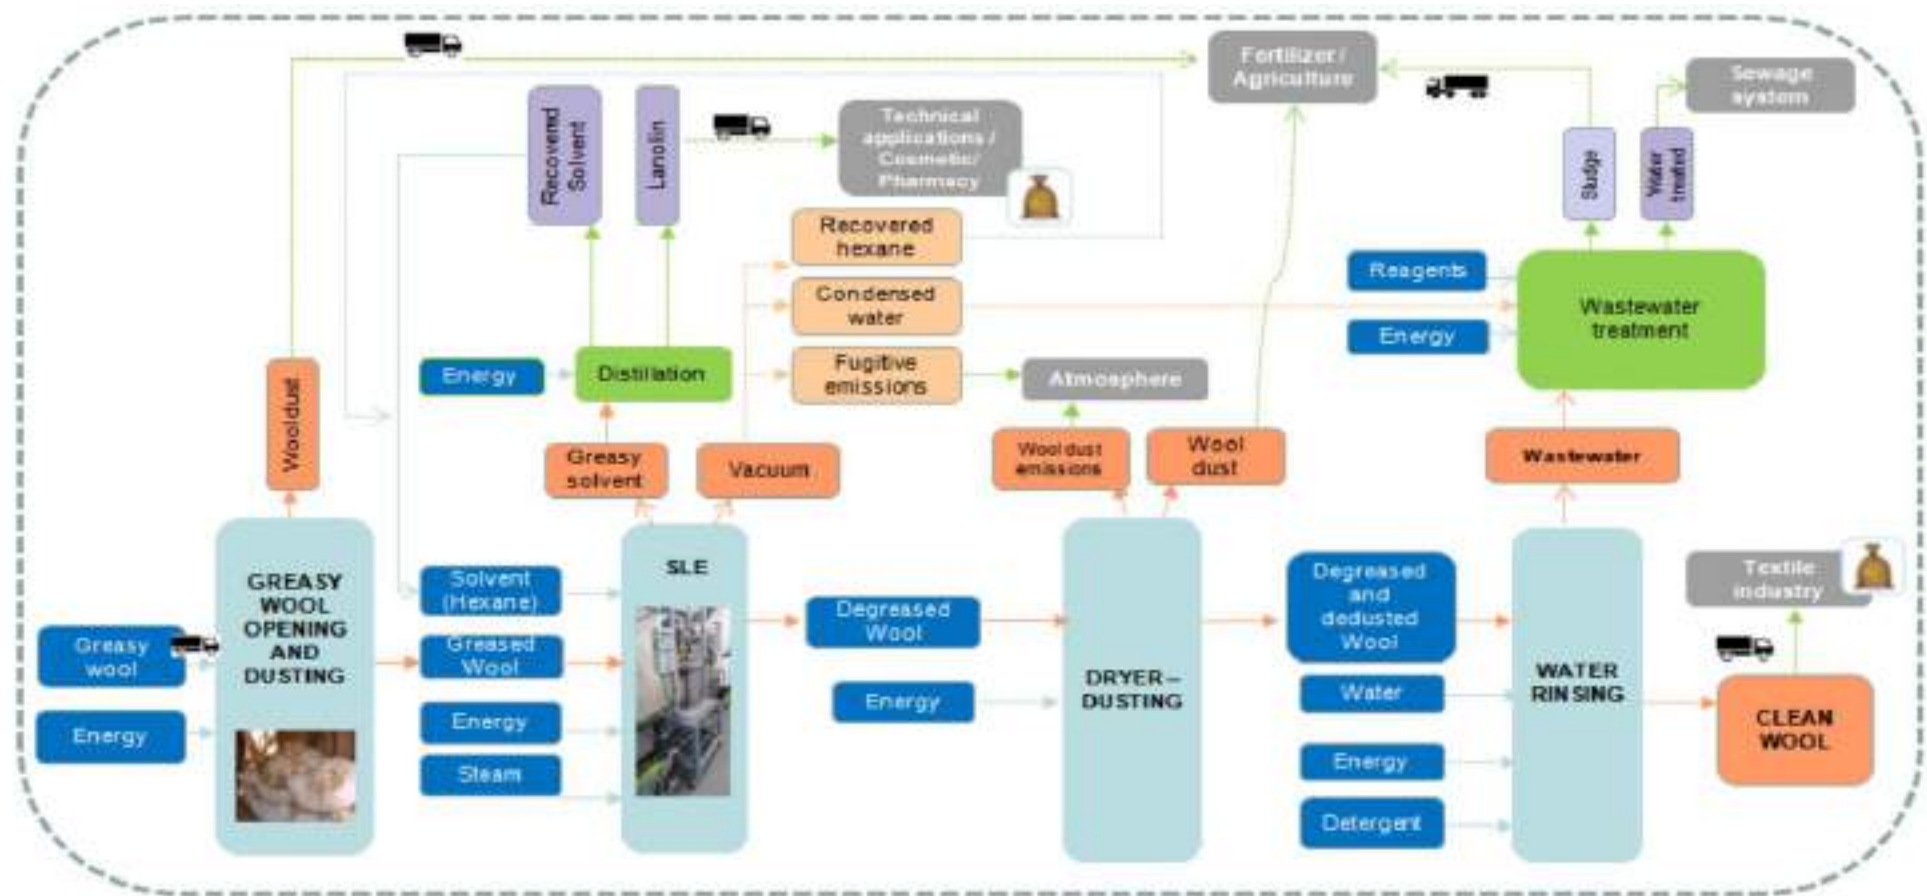 Fertilizer /
Agriculture
Sewage
system
Recovered
Solvent
Lanolin
Technical
applications /
Cosmetic/
Pharmacy
Sludge
Water
treated
Recovered
hexane
Condensed
water
Fugitive
emissions
Reagents
Energy
Wastewater
treatment
Energy
Distillation
Atmosphere
Wooldust
Greasy
solvent
Vacuum
Wool dust
emissions
Wool
dust
Wastewater
GREASY
WOOL
OPENING
AND
DUSTING
Greasy
wool
Energy
Solvent
(Hexane)
Greased
Wool
Energy
Steam
SLE
Degreased
Wool
Energy
DRYER–
DUSTING
Degreased
and
dedusted
Wool
Water
Energy
Detergent
WATER
RINSING
Textile
industry
CLEAN
WOOL